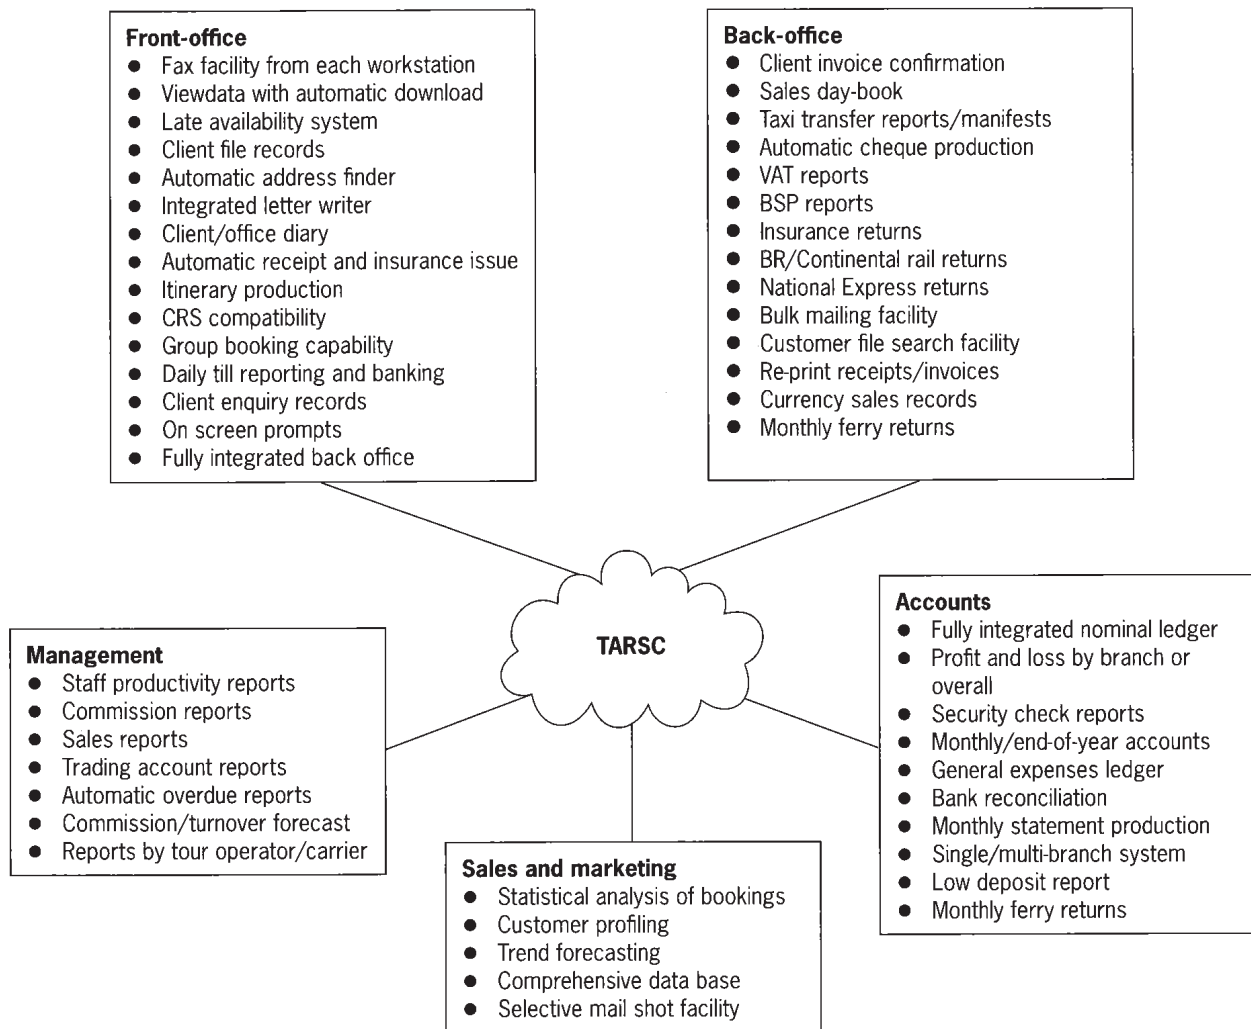 Front-office
● Fax facility from each workstation
● Viewdata with automatic download
● Late availability system
● Client file records
● Automatic address finder
● Integrated letter writer
● Client/office diary
● Automatic receipt and insurance issue
● Itinerary production
● CRS compatibility
● Group booking capability
● Daily till reporting and banking
● Client enquiry records
● On screen prompts
● Fully integrated back office
Back-office
● Client invoice confirmation
● Sales day-book
● Taxi transfer reports/manifests
● Automatic cheque production
● VAT reports
● BSP reports
● Insurance returns
● BR/Continental rail returns
● National Express returns
● Bulk mailing facility
● Customer file search facility
● Re-print receipts/invoices
● Currency sales records
● Monthly ferry returns
TARSC
Management
● Staff productivity reports
● Commission reports
● Sales reports
● Trading account reports
● Automatic overdue reports
● Commission/turnover forecast
● Reports by tour operator/carrier
Sales and marketing
● Statistical analysis of bookings
● Customer profiling
● Trend forecasting
● Comprehensive data base
● Selective mail shot facility
Accounts
● Fully integrated nominal ledger
● Profit and loss by branch or
overall
● Security check reports
● Monthly/end-of-year accounts
● General expenses ledger
● Bank reconciliation
● Monthly statement production
● Single/multi-branch system
● Low deposit report
● Monthly ferry returns